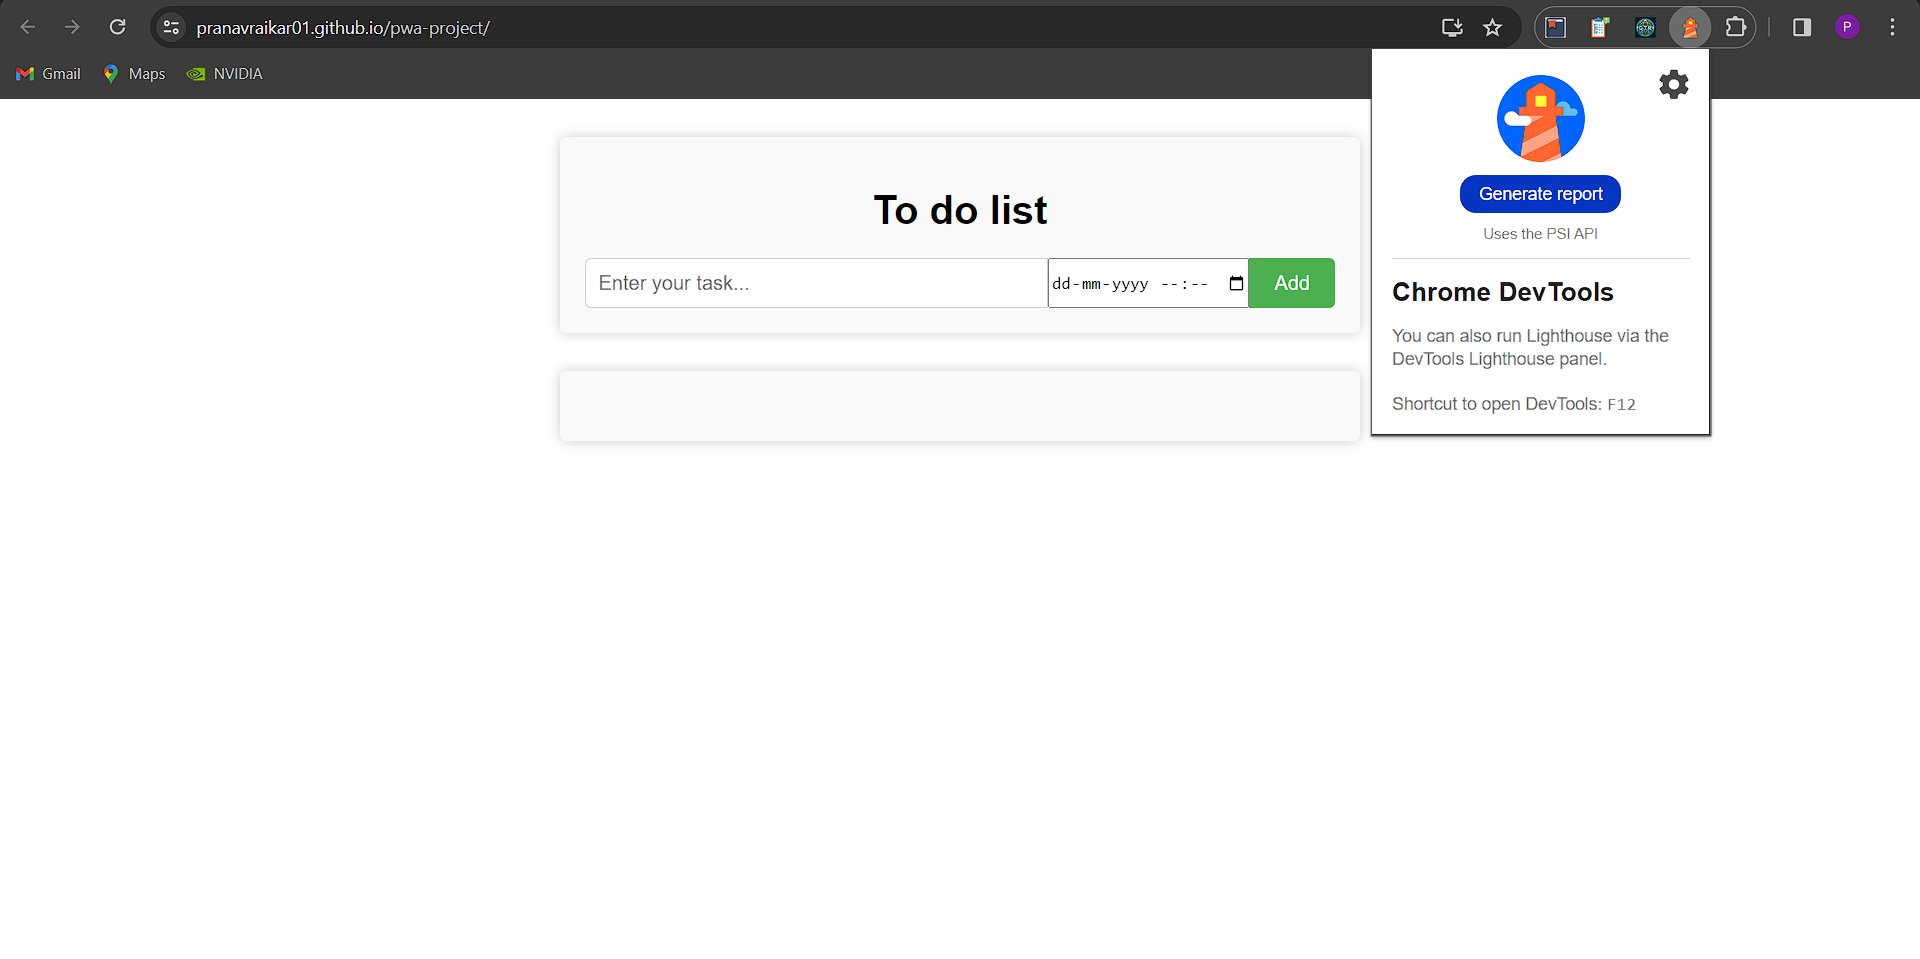 pranavraikar01.github.io/pwa-project/
P
Gmail
Maps
NVIDIA
Generate report
Uses the PSI API
To do list
Enter your task...
dd-mm-yyyy --:--
Add
Chrome DevTools
You can also run Lighthouse via the
DevTools Lighthouse panel.
Shortcut to open DevTools: F12